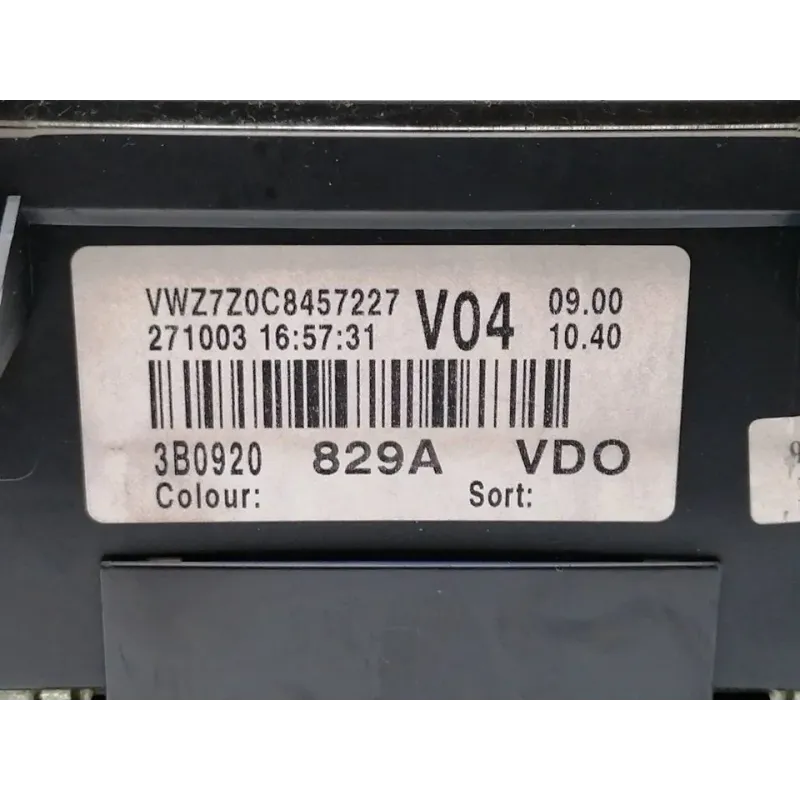 VWZ7Z0C8457227 V04 09.00
271003 16:57:31 10.40
3B0920 829A VDO
Colour: Sort: